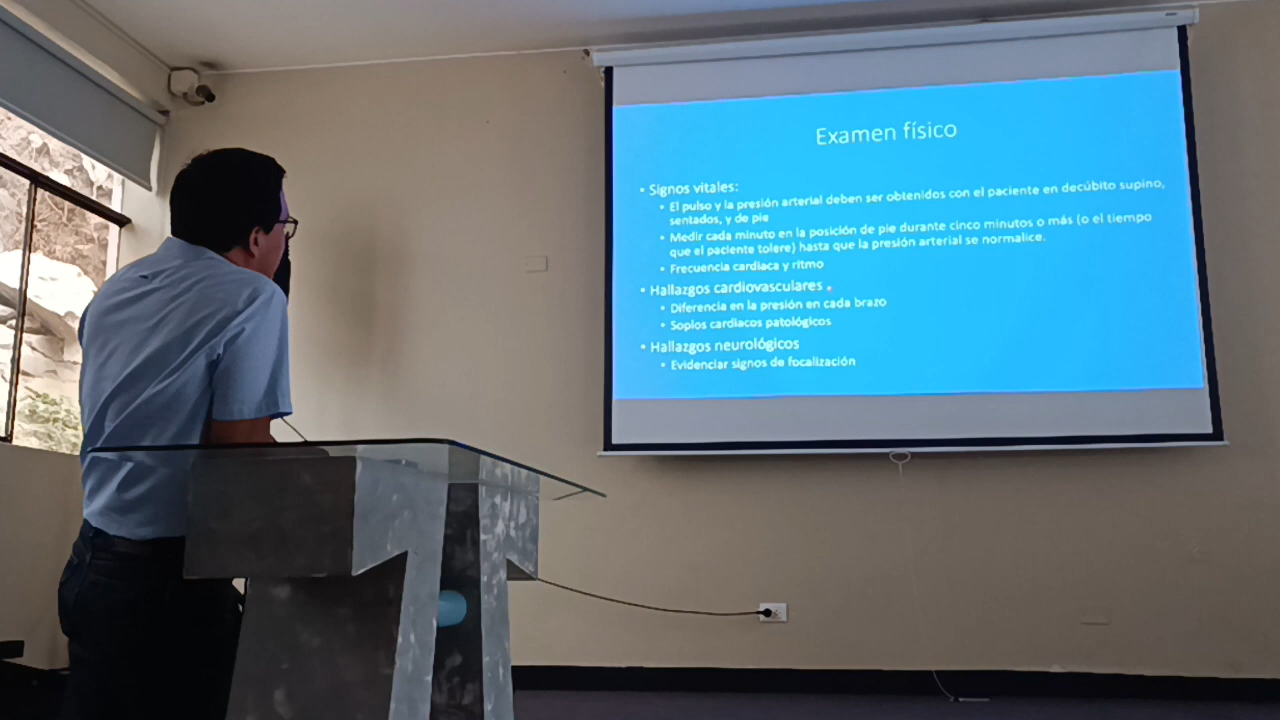 Examen físico
• Signos vitales:
• El pulso y la presión arterial deben ser obtenidos con el paciente en decúbito supino,
sentados, y de pie
• Medir cada minuto en la posición de pie durante cinco minutos o más (o el tiempo
que el paciente tolere) hasta que la presión arterial se normalice.
• Frecuencia cardiaca y ritmo
• Hallazgos cardiovasculares
• Diferencia en la presión en cada brazo
• Soplos cardiacos patológicos
• Hallazgos neurológicos
• Evidenciar signos de focalización